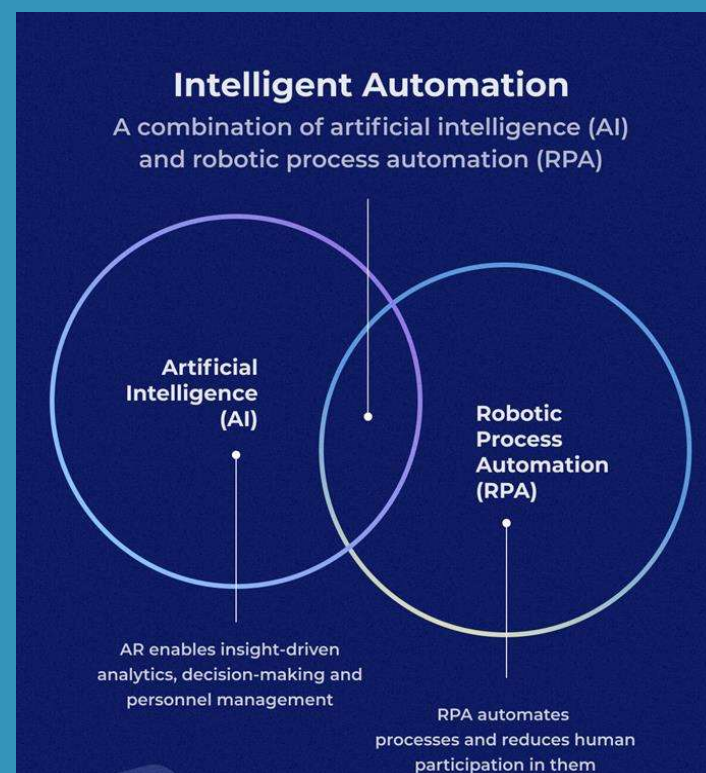 Intelligent Automation
A combination of artificial intelligence (AI)
and robotic process automation (RPA)
Artificial
Intelligence
(AI)
Robotic
Process
Automation
(RPA)
AR enables insight-driven
analytics, decision-making and
personnel management
RPA automates
processes and reduces human
participation in them